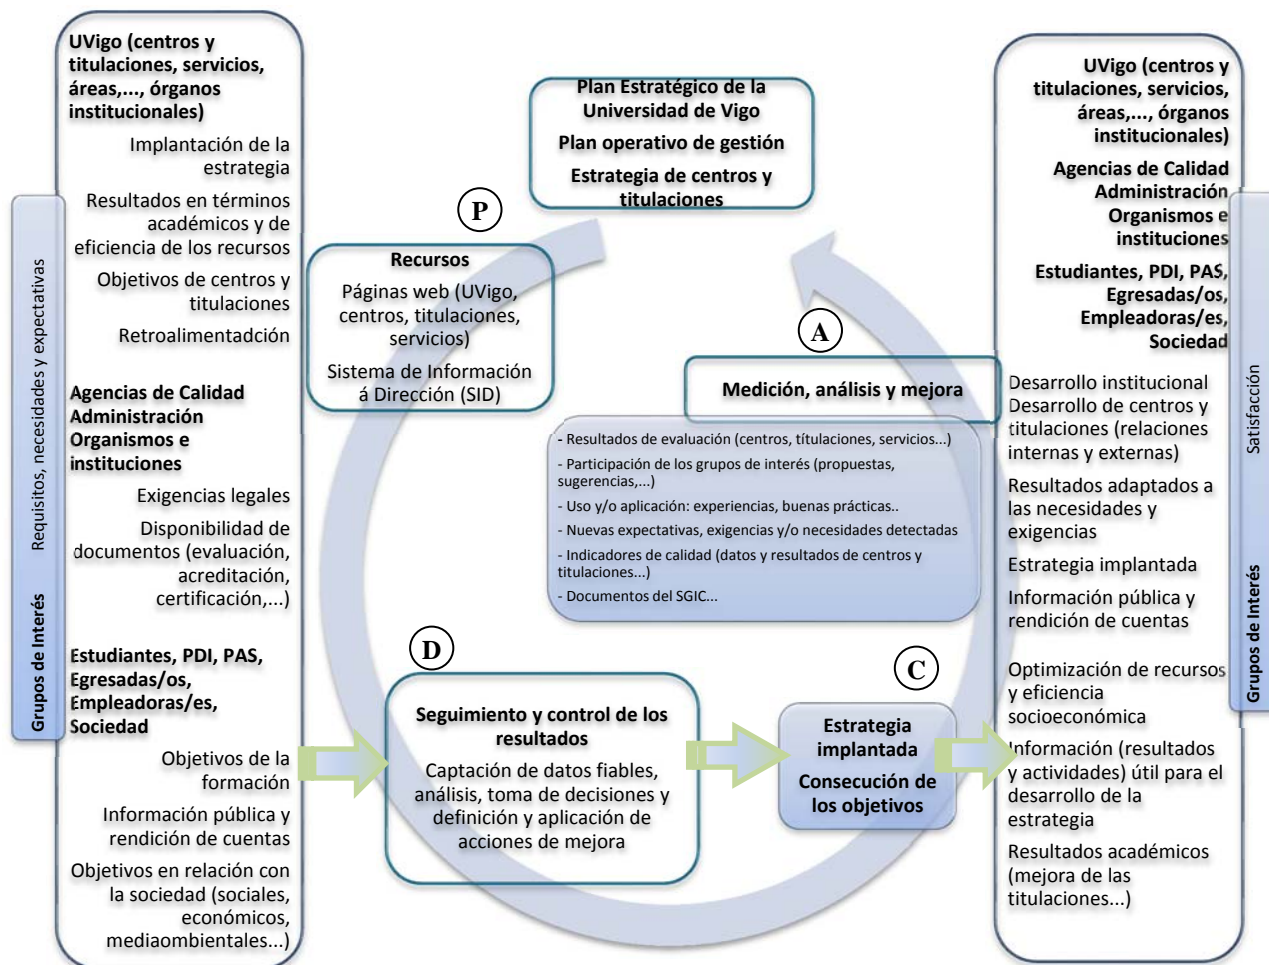 Grupos de Interés
Requisitos, necesidades y expectativas
UVigo (centros y
titulaciones, servicios,
áreas,..., órganos
institucionales)
Implantación de la
estrategia
Resultados en términos
académicos y de
eficiencia de los recursos
Objetivos de centros y
titulaciones
Retroalimentadción
Agencias de Calidad
Administración
Organismos e
instituciones
Exigencias legales
Disponibilidad de
documentos (evaluación,
acreditación,
certificación,...)
Estudiantes, PDI, PAS,
Egresadas/os,
Empleadoras/es,
Sociedad
Objetivos de la
formación
Información pública y
rendición de cuentas
Objetivos en relación con
la sociedad (sociales,
económicos,
mediaombientales...)
Plan Estratégico de la
Universidad de Vigo
Plan operativo de gestión
Estrategia de centros y
titulaciones
P
Recursos
Páginas web (UVigo,
centros, titulaciones,
servicios)
Sistema de Información
á Dirección (SID)
A
Medición, análisis y mejora
- Resultados de evaluación (centros, títulaciones, servicios...)
- Participación de los grupos de interés (propuestas,
sugerencias,...)
- Uso y/o aplicación: experiencias, buenas prácticas..
- Nuevas expectativas, exigencias y/o necesidades detectadas
- Indicadores de calidad (datos y resultados de centros y
titulaciones...)
- Documentos del SGIC...
D
Seguimiento y control de los
resultados
Captación de datos fiables,
análisis, toma de decisiones y
definición y aplicación de
acciones de mejora
C
Estrategia
implantada
Consecución de
los objetivos
UVigo (centros y
titulaciones, servicios,
áreas,..., órganos
institucionales)
Agencias de Calidad
Administración
Organismos e
instituciones
Estudiantes, PDI, PAS,
Egresadas/os,
Empleadoras/es,
Sociedad
Desarrollo institucional
Desarrollo de centros y
titulaciones (relaciones
internas y externas)
Resultados adaptados a
las necesidades y
exigencias
Estrategia implantada
Información pública y
rendición de cuentas
Optimización de recursos
y eficiencia
socioeconómica
Información (resultados
y actividades) útil para el
desarrollo de la
estrategia
Resultados académicos
(mejora de las
titulaciones...)
Grupos de Interés
Satisfacción